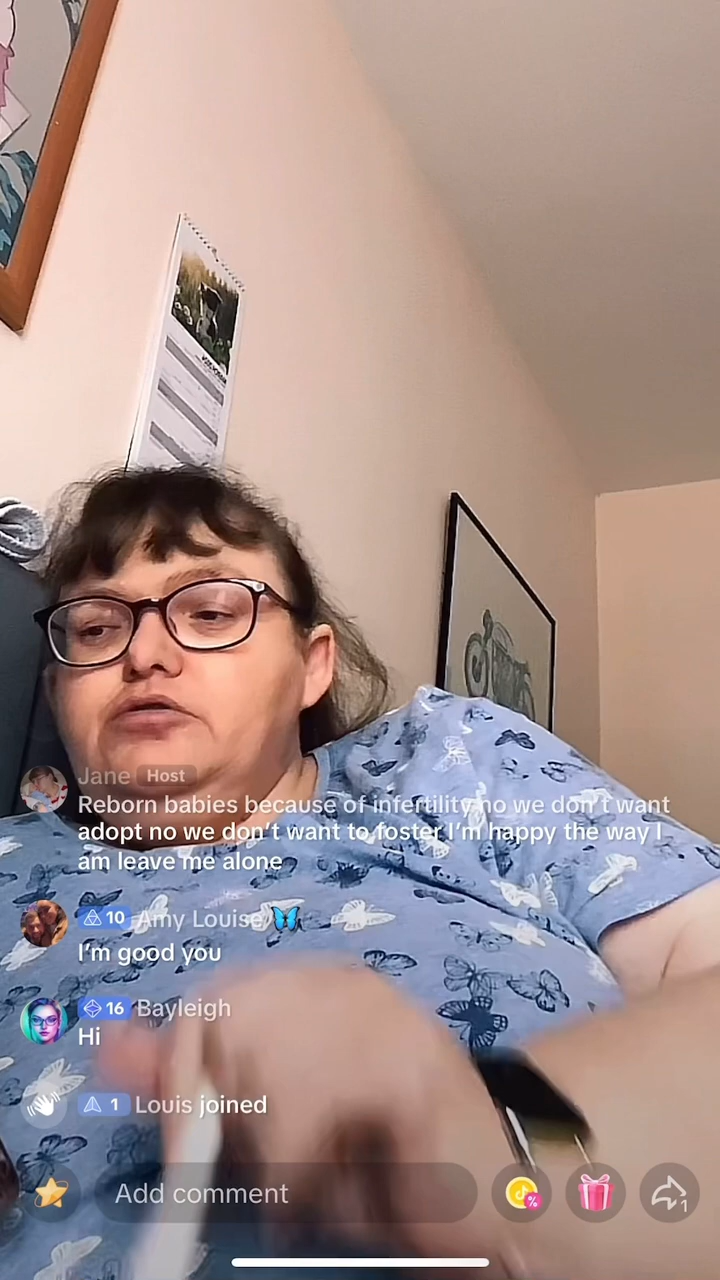 Jane Host
Reborn babies because of infertility no we don't want
adopt no we don't want to foster I'm happy the way I
am leave me alone
10 Amy Louise 🦋
I'm good you
16 Bayleigh
Hi
1 Louis joined
Add comment
1